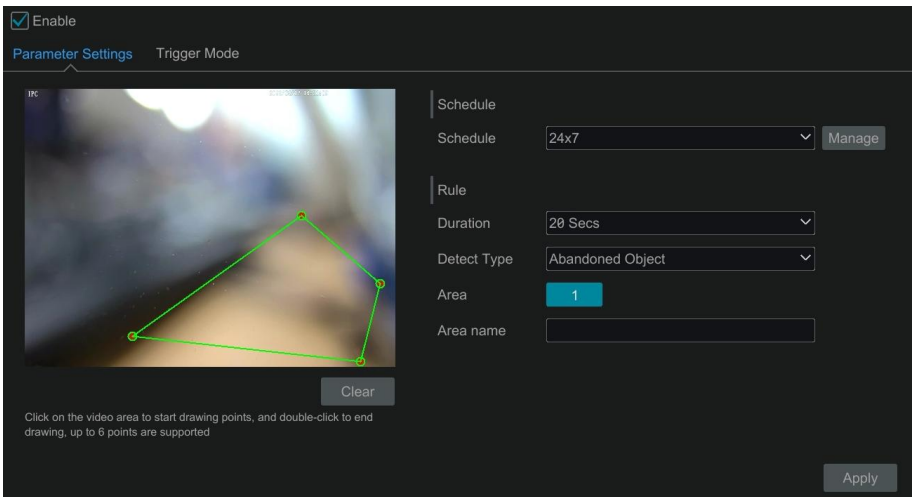 Enable
Parameter Settings Trigger Mode
IPC
Schedule
Schedule 24x7 Manage
Rule
Duration 20 Secs
Detect Type Abandoned Object
Area 1
Area name
Clear
Click on the video area to start drawing points, and double-click to end
drawing, up to 6 points are supported
Apply